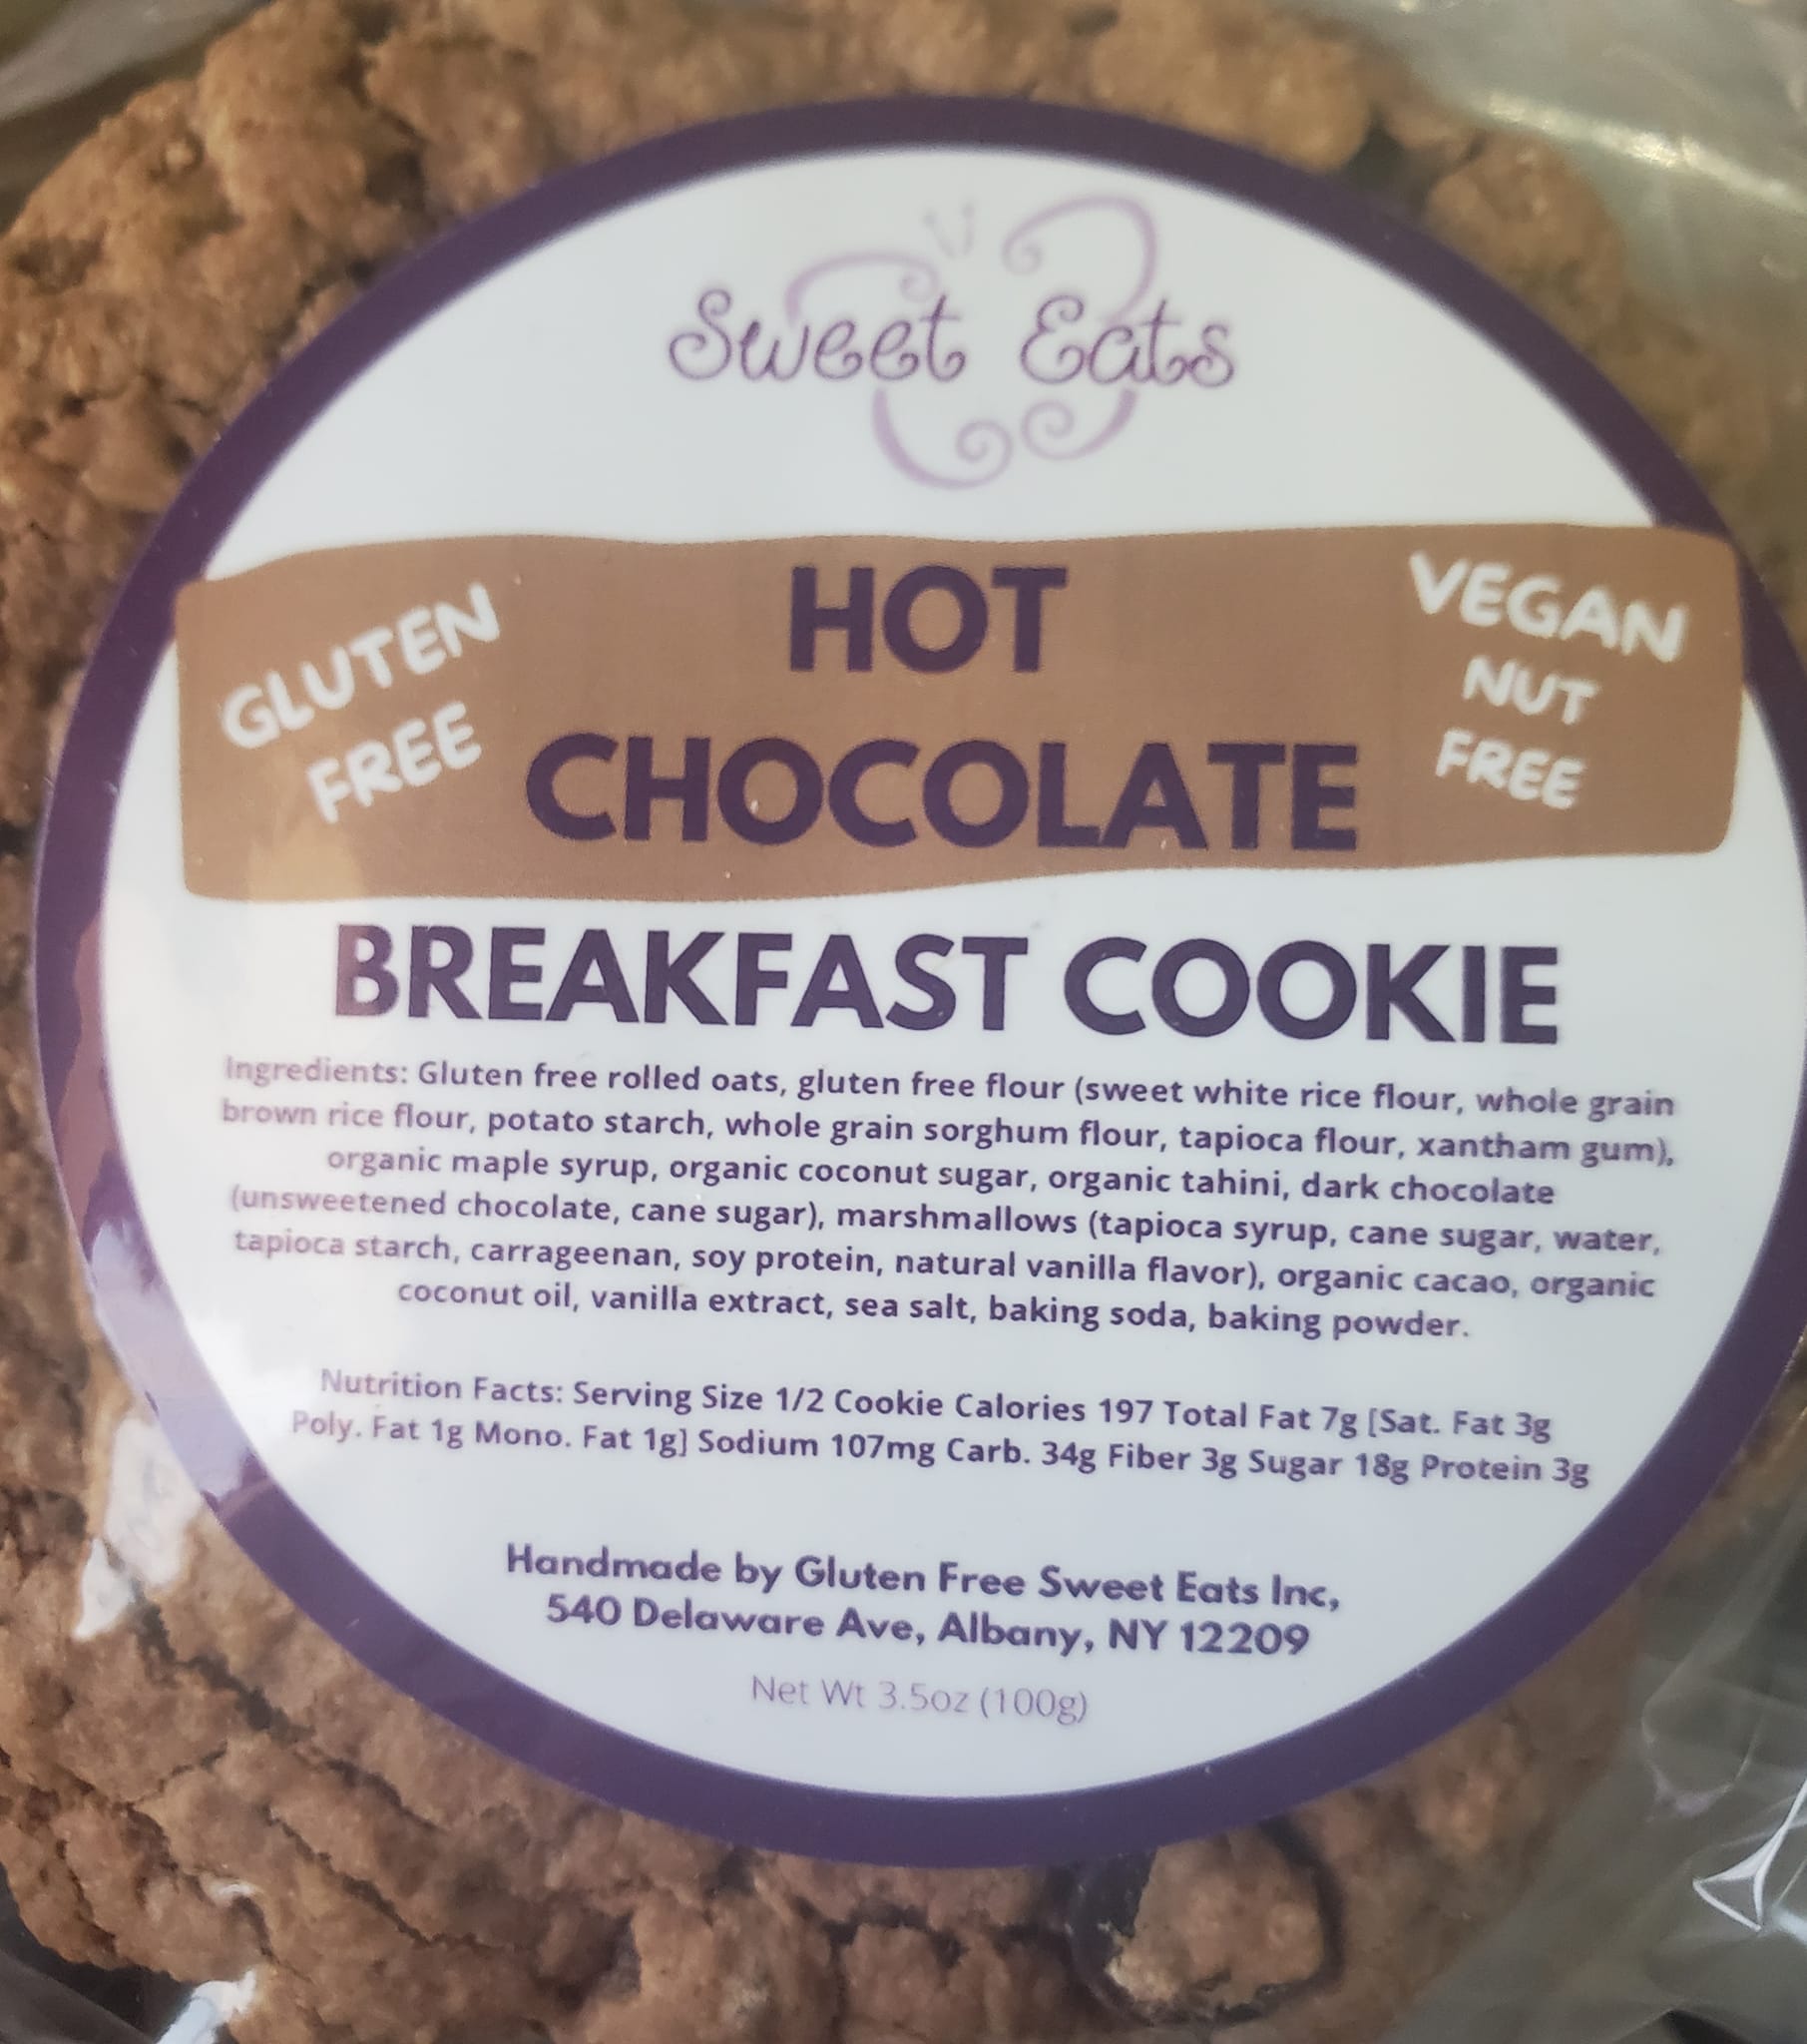 Sweet Eats
GLUTEN
FREE
HOT
CHOCOLATE
VEGAN
NUT
FREE
BREAKFAST COOKIE
Ingredients: Gluten free rolled oats, gluten free flour (sweet white rice flour, whole grain
brown rice flour, potato starch, whole grain sorghum flour, tapioca flour, xantham gum),
organic maple syrup, organic coconut sugar, organic tahini, dark chocolate
(unsweetened chocolate, cane sugar), marshmallows (tapioca syrup, cane sugar, water,
tapioca starch, carrageenan, soy protein, natural vanilla flavor), organic cacao, organic
coconut oil, vanilla extract, sea salt, baking soda, baking powder.
Nutrition Facts: Serving Size 1/2 Cookie Calories 197 Total Fat 7g [Sat. Fat 3g
Poly. Fat 1g Mono. Fat 1g] Sodium 107mg Carb. 34g Fiber 3g Sugar 18g Protein 3g
Handmade by Gluten Free Sweet Eats Inc,
540 Delaware Ave, Albany, NY 12209
Net Wt 3.5oz (100g)